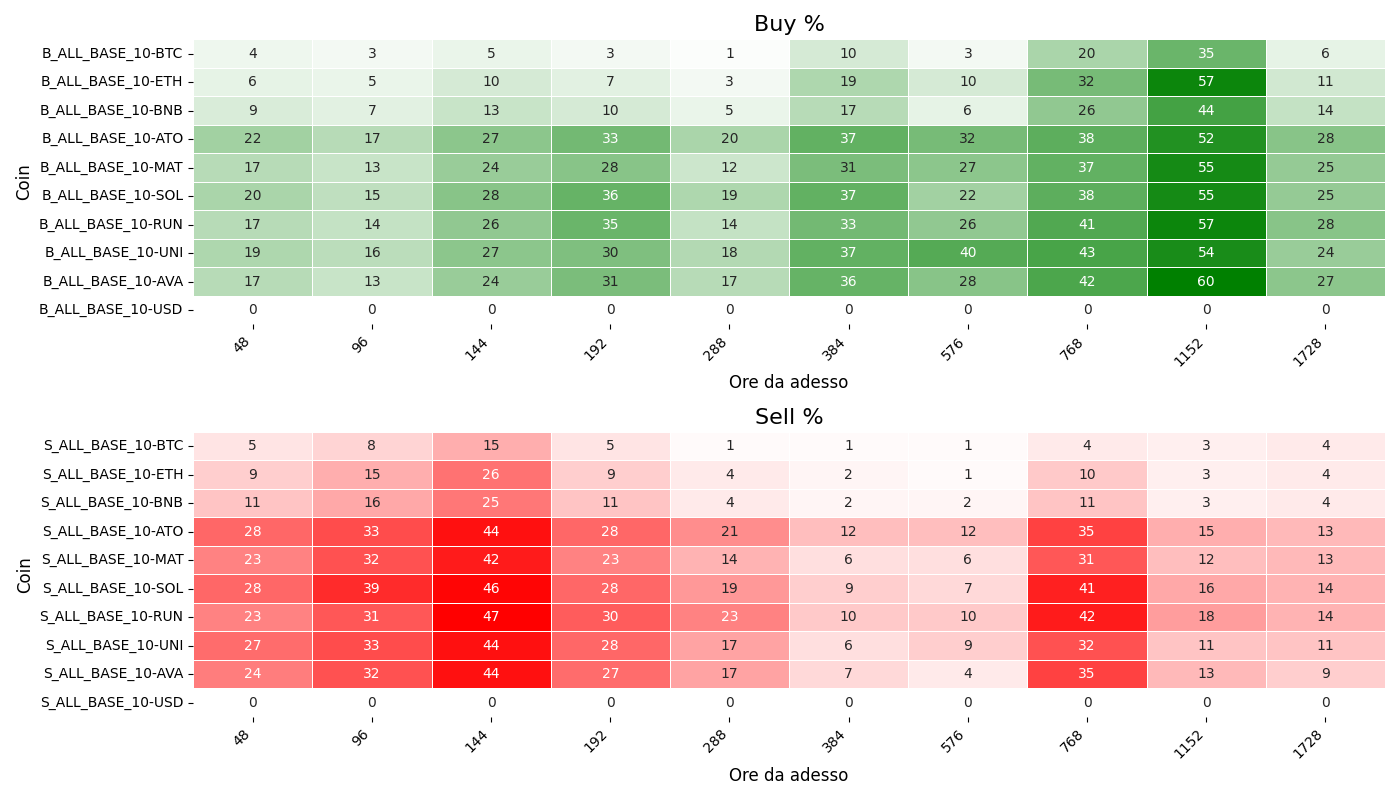 Buy %
B_ALL_BASE_10-BTC 4 3 5 3 1 10 3 20 35 6
B_ALL_BASE_10-ETH 6 5 10 7 3 19 10 32 57 11
B_ALL_BASE_10-BNB 9 7 13 10 5 17 6 26 44 14
B_ALL_BASE_10-ATO 22 17 27 33 20 37 32 38 52 28
B_ALL_BASE_10-MAT 17 13 24 28 12 31 27 37 55 25
B_ALL_BASE_10-SOL 20 15 28 36 19 37 22 38 55 25
B_ALL_BASE_10-RUN 17 14 26 35 14 33 26 41 57 28
B_ALL_BASE_10-UNI 19 16 27 30 18 37 40 43 54 24
B_ALL_BASE_10-AVA 17 13 24 31 17 36 28 42 60 27
B_ALL_BASE_10-USD 0 0 0 0 0 0 0 0 0 0
Coin
48 96 144 192 288 384 576 768 1152 1728
Ore da adesso
Sell %
S_ALL_BASE_10-BTC 5 8 15 5 1 1 1 4 3 4
S_ALL_BASE_10-ETH 9 15 26 9 4 2 1 10 3 4
S_ALL_BASE_10-BNB 11 16 25 11 4 2 2 11 3 4
S_ALL_BASE_10-ATO 28 33 44 28 21 12 12 35 15 13
S_ALL_BASE_10-MAT 23 32 42 23 14 6 6 31 12 13
S_ALL_BASE_10-SOL 28 39 46 28 19 9 7 41 16 14
S_ALL_BASE_10-RUN 23 31 47 30 23 10 10 42 18 14
S_ALL_BASE_10-UNI 27 33 44 28 17 6 9 32 11 11
S_ALL_BASE_10-AVA 24 32 44 27 17 7 4 35 13 9
S_ALL_BASE_10-USD 0 0 0 0 0 0 0 0 0 0
Coin
48 96 144 192 288 384 576 768 1152 1728
Ore da adesso